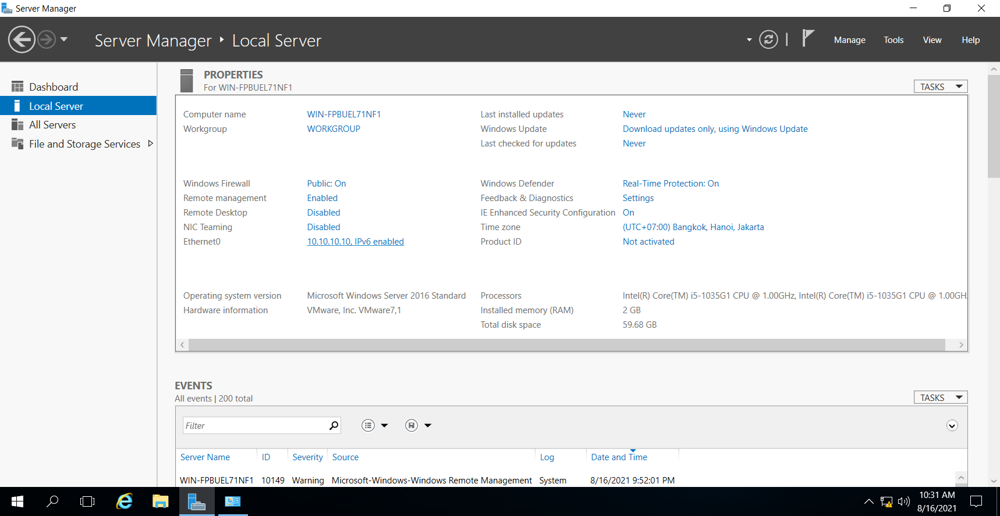 Server Manager
Server Manager ‣ Local Server
Manage Tools View Help
Dashboard
Local Server
All Servers
File and Storage Services
PROPERTIES
For WIN-FPBUEL71NF1
TASKS
Computer name WIN-FPBUEL71NF1 Last installed updates Never
Workgroup WORKGROUP Windows Update Download updates only, using Windows Update
Last checked for updates Never
Windows Firewall Public: On Windows Defender Real-Time Protection: On
Remote management Enabled Feedback & Diagnostics Settings
Remote Desktop Disabled IE Enhanced Security Configuration On
NIC Teaming Disabled Time zone (UTC+07:00) Bangkok, Hanoi, Jakarta
Ethernet0 10.10.10.10, IPv6 enabled Product ID Not activated
Operating system version Microsoft Windows Server 2016 Standard Processors Intel(R) Core(TM) i5-1035G1 CPU @ 1.00GHz, Intel(R) Core(TM) i5-1035G1 CPU @ 1.00GH
Hardware information VMware, Inc. VMware7,1 Installed memory (RAM) 2 GB
Total disk space 59.68 GB
EVENTS
All events | 200 total
TASKS
Filter
Server Name ID Severity Source Log Date and Time
WIN-FPBUEL71NF1 10149 Warning Microsoft-Windows-Windows Remote Management System 8/16/2021 9:52:01 PM
10:31 AM
8/16/2021